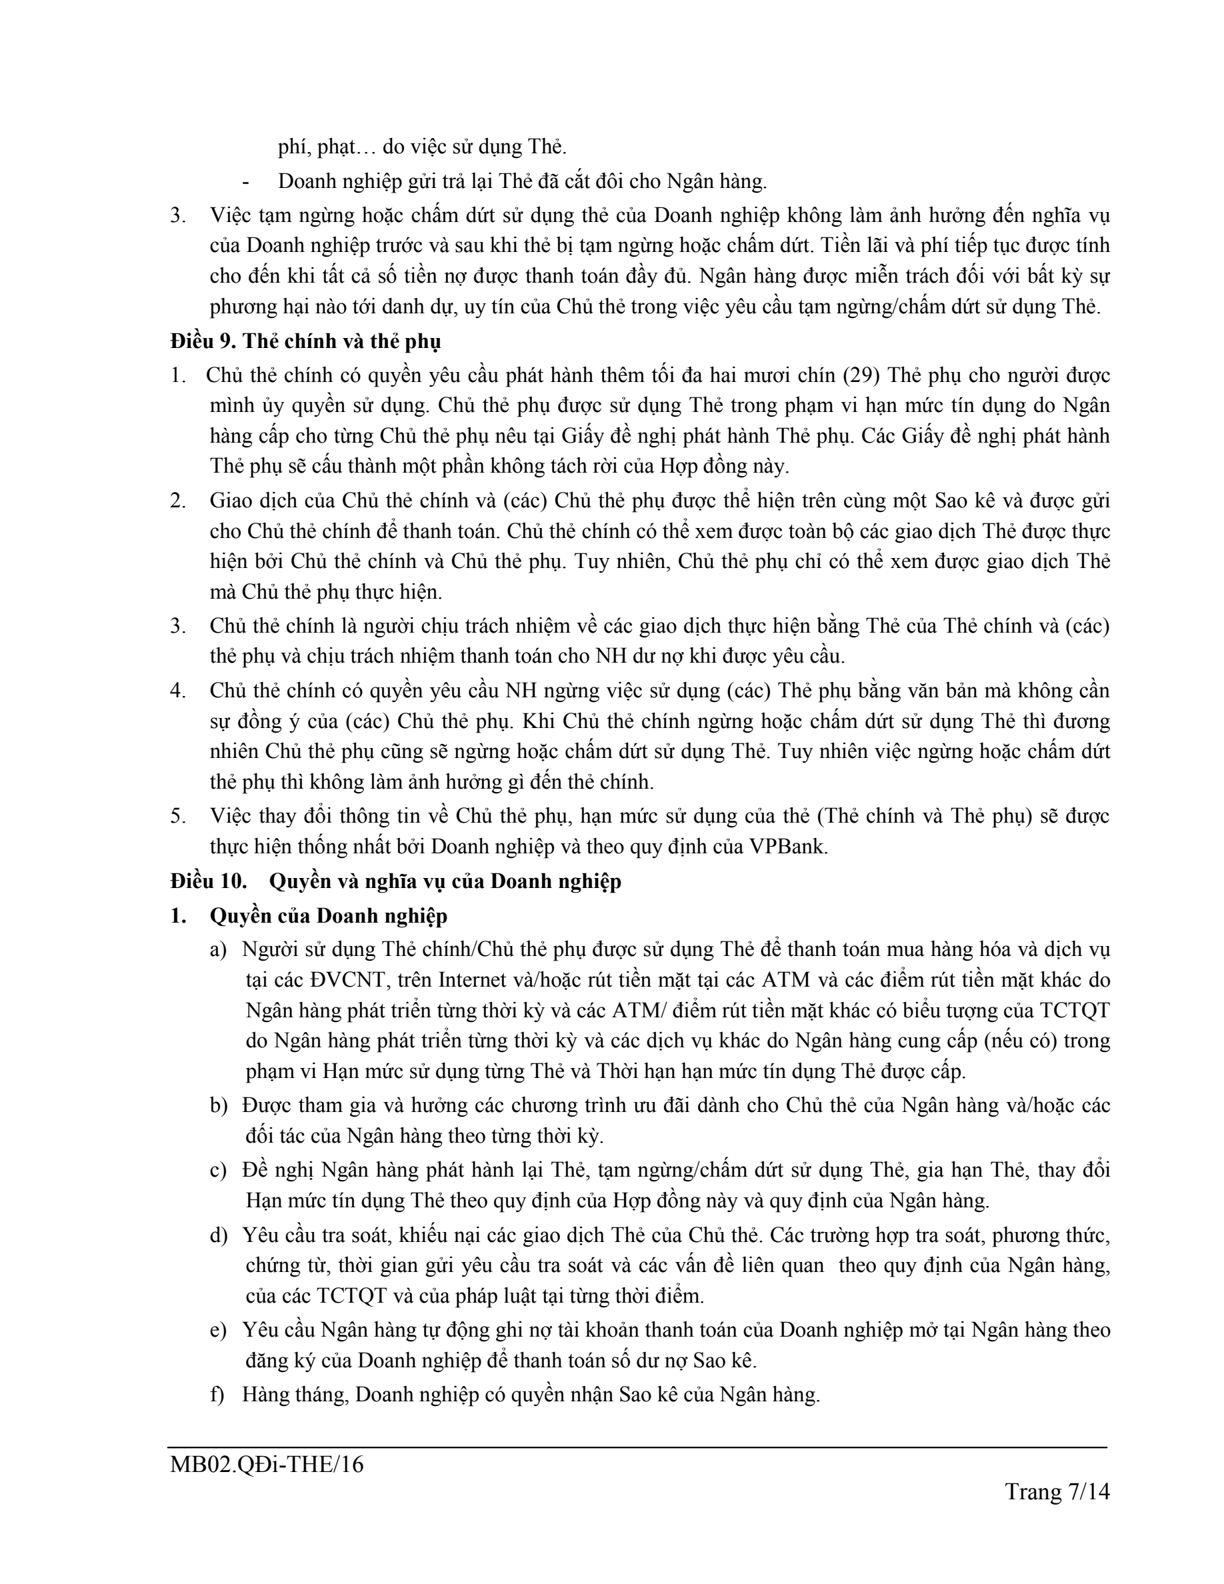 phí, phạt… do việc sử dụng Thẻ.
- Doanh nghiệp gửi trả lại Thẻ đã cắt đôi cho Ngân hàng.
3. Việc tạm ngừng hoặc chấm dứt sử dụng thẻ của Doanh nghiệp không làm ảnh hưởng đến nghĩa vụ
của Doanh nghiệp trước và sau khi thẻ bị tạm ngừng hoặc chấm dứt. Tiền lãi và phí tiếp tục được tính
cho đến khi tất cả số tiền nợ được thanh toán đầy đủ. Ngân hàng được miễn trách đối với bất kỳ sự
phương hại nào tới danh dự, uy tín của Chủ thẻ trong việc yêu cầu tạm ngừng/chấm dứt sử dụng Thẻ.
Điều 9. Thẻ chính và thẻ phụ
1. Chủ thẻ chính có quyền yêu cầu phát hành thêm tối đa hai mươi chín (29) Thẻ phụ cho người được
mình ủy quyền sử dụng. Chủ thẻ phụ được sử dụng Thẻ trong phạm vi hạn mức tín dụng do Ngân
hàng cấp cho từng Chủ thẻ phụ nêu tại Giấy đề nghị phát hành Thẻ phụ. Các Giấy đề nghị phát hành
Thẻ phụ sẽ cấu thành một phần không tách rời của Hợp đồng này.
2. Giao dịch của Chủ thẻ chính và (các) Chủ thẻ phụ được thể hiện trên cùng một Sao kê và được gửi
cho Chủ thẻ chính để thanh toán. Chủ thẻ chính có thể xem được toàn bộ các giao dịch Thẻ được thực
hiện bởi Chủ thẻ chính và Chủ thẻ phụ. Tuy nhiên, Chủ thẻ phụ chỉ có thể xem được giao dịch Thẻ
mà Chủ thẻ phụ thực hiện.
3. Chủ thẻ chính là người chịu trách nhiệm về các giao dịch thực hiện bằng Thẻ của Thẻ chính và (các)
thẻ phụ và chịu trách nhiệm thanh toán cho NH dư nợ khi được yêu cầu.
4. Chủ thẻ chính có quyền yêu cầu NH ngừng việc sử dụng (các) Thẻ phụ bằng văn bản mà không cần
sự đồng ý của (các) Chủ thẻ phụ. Khi Chủ thẻ chính ngừng hoặc chấm dứt sử dụng Thẻ thì đương
nhiên Chủ thẻ phụ cũng sẽ ngừng hoặc chấm dứt sử dụng Thẻ. Tuy nhiên việc ngừng hoặc chấm dứt
thẻ phụ thì không làm ảnh hưởng gì đến thẻ chính.
5. Việc thay đổi thông tin về Chủ thẻ phụ, hạn mức sử dụng của thẻ (Thẻ chính và Thẻ phụ) sẽ được
thực hiện thống nhất bởi Doanh nghiệp và theo quy định của VPBank.
Điều 10. Quyền và nghĩa vụ của Doanh nghiệp
1. Quyền của Doanh nghiệp
a) Người sử dụng Thẻ chính/Chủ thẻ phụ được sử dụng Thẻ để thanh toán mua hàng hóa và dịch vụ
tại các ĐVCNT, trên Internet và/hoặc rút tiền mặt tại các ATM và các điểm rút tiền mặt khác do
Ngân hàng phát triển từng thời kỳ và các ATM/ điểm rút tiền mặt khác có biểu tượng của TCTQT
do Ngân hàng phát triển từng thời kỳ và các dịch vụ khác do Ngân hàng cung cấp (nếu có) trong
phạm vi Hạn mức sử dụng từng Thẻ và Thời hạn hạn mức tín dụng Thẻ được cấp.
b) Được tham gia và hưởng các chương trình ưu đãi dành cho Chủ thẻ của Ngân hàng và/hoặc các
đối tác của Ngân hàng theo từng thời kỳ.
c) Đề nghị Ngân hàng phát hành lại Thẻ, tạm ngừng/chấm dứt sử dụng Thẻ, gia hạn Thẻ, thay đổi
Hạn mức tín dụng Thẻ theo quy định của Hợp đồng này và quy định của Ngân hàng.
d) Yêu cầu tra soát, khiếu nại các giao dịch Thẻ của Chủ thẻ. Các trường hợp tra soát, phương thức,
chứng từ, thời gian gửi yêu cầu tra soát và các vấn đề liên quan theo quy định của Ngân hàng,
của các TCTQT và của pháp luật tại từng thời điểm.
e) Yêu cầu Ngân hàng tự động ghi nợ tài khoản thanh toán của Doanh nghiệp mở tại Ngân hàng theo
đăng ký của Doanh nghiệp để thanh toán số dư nợ Sao kê.
f) Hàng tháng, Doanh nghiệp có quyền nhận Sao kê của Ngân hàng.
MB02.QĐi-THE/16
Trang 7/14